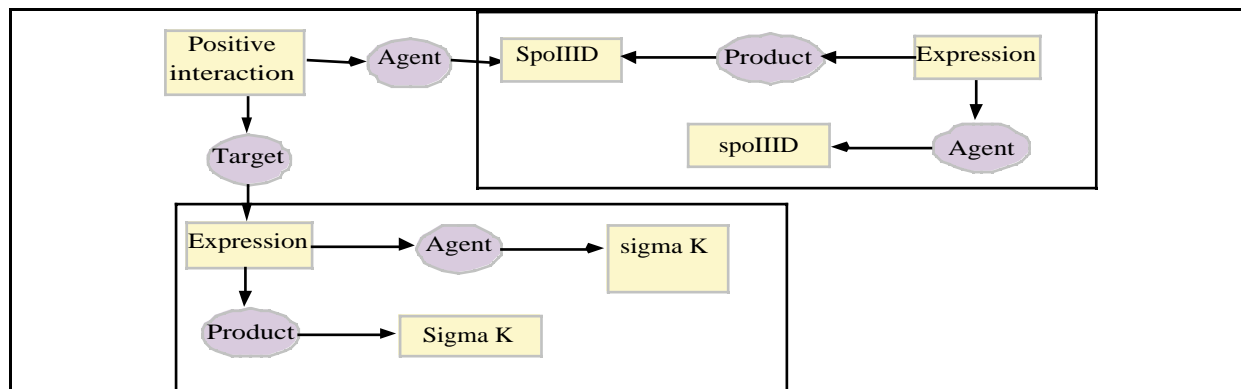 Positive
interaction
Agent
SpoIIID
Product
Expression
spoIIID
Agent
Target
Expression
Agent
sigma K
Product
Sigma K